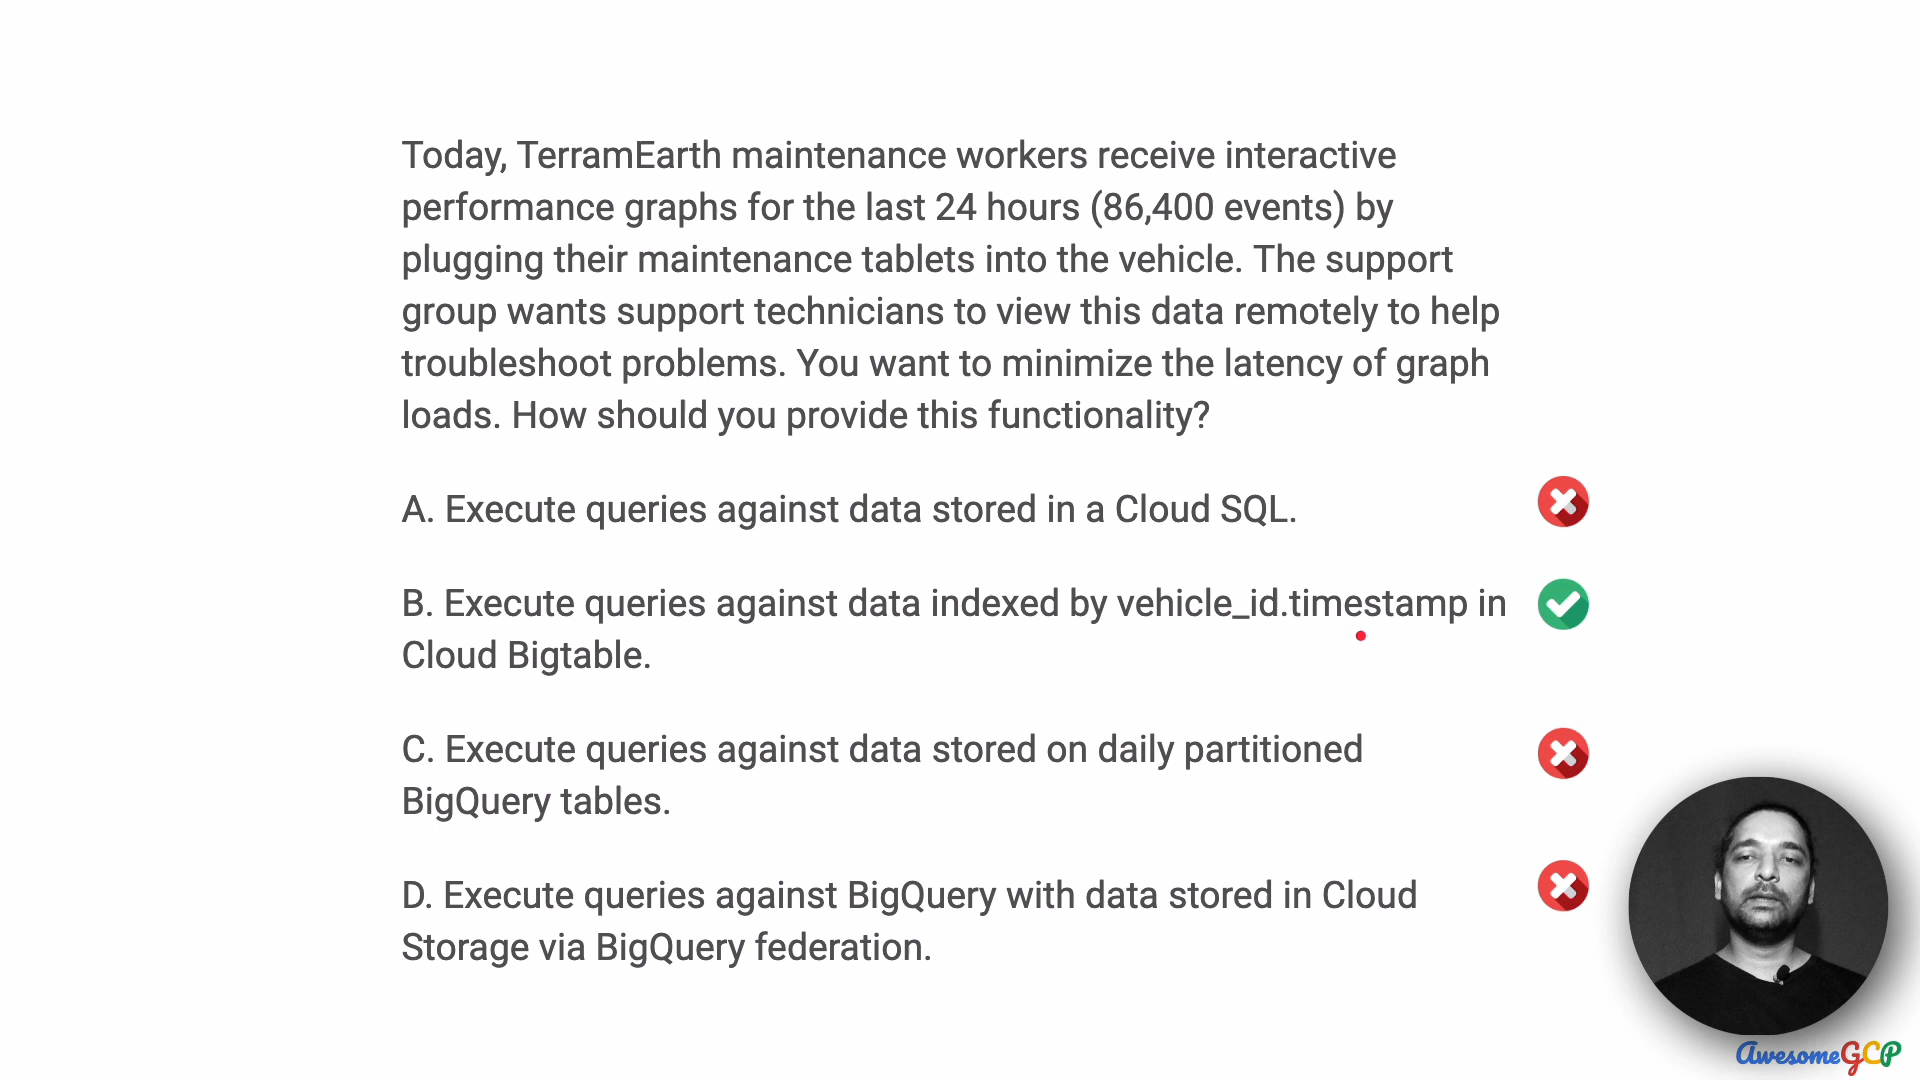 Today, TerramEarth maintenance workers receive interactive
performance graphs for the last 24 hours (86,400 events) by
plugging their maintenance tablets into the vehicle. The support
group wants support technicians to view this data remotely to help
troubleshoot problems. You want to minimize the latency of graph
loads. How should you provide this functionality?
A. Execute queries against data stored in a Cloud SQL.
B. Execute queries against data indexed by vehicle_id.timestamp in
Cloud Bigtable.
C. Execute queries against data stored on daily partitioned
BigQuery tables.
D. Execute queries against BigQuery with data stored in Cloud
Storage via BigQuery federation.
AwesomeGCP